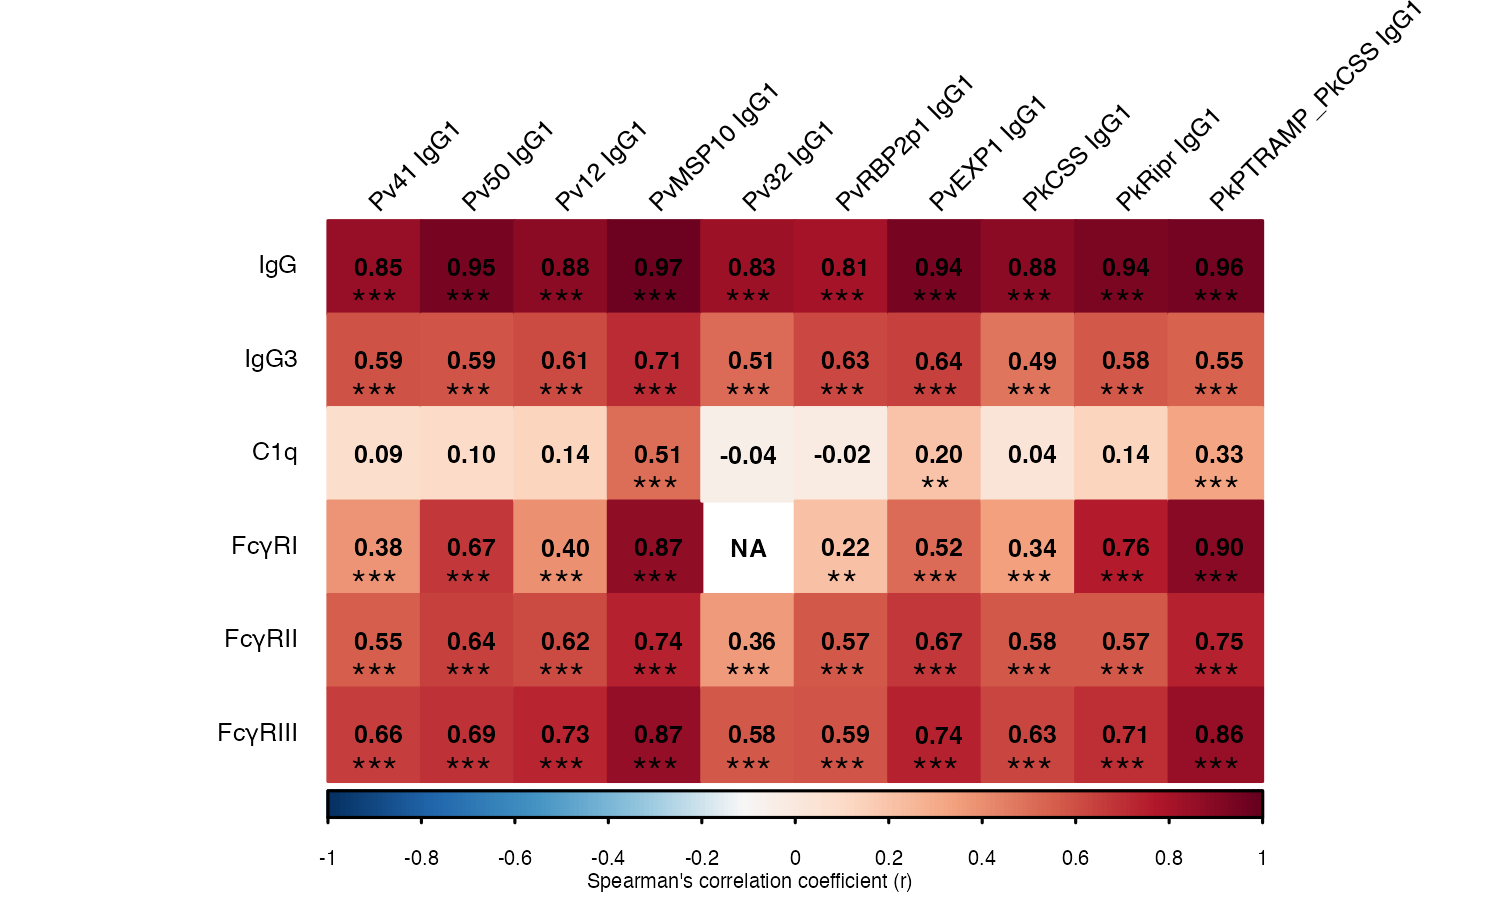 Pv41 IgG1 Pv50 IgG1 Pv12 IgG1 PvMSP10 IgG1 Pv32 IgG1 PvRBP2p1 IgG1 PvEXP1 IgG1 PkCSS IgG1 PkRipr IgG1 PkPTRAMP_PkCSS IgG1
IgG 0.85 0.95 0.88 0.97 0.83 0.81 0.94 0.88 0.94 0.96
*** *** *** *** *** *** *** *** *** ***
IgG3 0.59 0.59 0.61 0.71 0.51 0.63 0.64 0.49 0.58 0.55
*** *** *** *** *** *** *** *** *** ***
C1q 0.09 0.10 0.14 0.51 -0.04 -0.02 0.20 0.04 0.14 0.33
*** ** ***
FcγRI 0.38 0.67 0.40 0.87 NA 0.22 0.52 0.34 0.76 0.90
*** *** *** *** ** *** *** *** ***
FcγRII 0.55 0.64 0.62 0.74 0.36 0.57 0.67 0.58 0.57 0.75
*** *** *** *** *** *** *** *** *** ***
FcγRIII 0.66 0.69 0.73 0.87 0.58 0.59 0.74 0.63 0.71 0.86
*** *** *** *** *** *** *** *** *** ***
-1 -0.8 -0.6 -0.4 -0.2 0 0.2 0.4 0.6 0.8 1
Spearman's correlation coefficient (r)